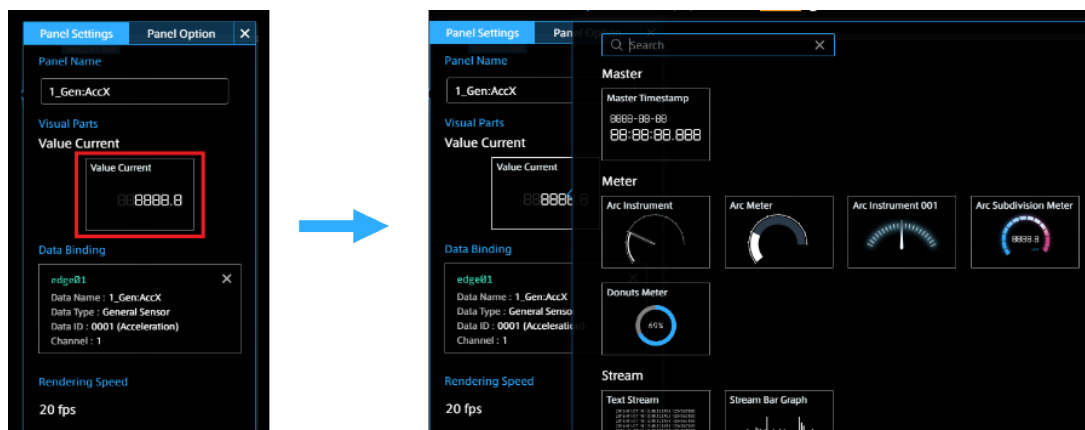 Panel Settings
Panel Option
Panel Name
1_Gen:AccX
Visual Parts
Value Current
Value Current
8888.8
Data Binding
edge01
Data Name : 1_Gen:AccX
Data Type : General Sensor
Data ID : 0001 (Acceleration)
Channel : 1
Rendering Speed
20 fps
Panel Settings
Pan
Panel Name
1_Gen:AccX
Visual Parts
Value Current
Value Current
8888
Data Binding
edge01
Data Name : 1_Gen:AccX
Data Type : General Senso
Data ID : 0001 (Acceleratio
Channel : 1
Rendering Speed
20 fps
Search
Master
Master Timestamp
8888-88-88
88:88:88.888
Meter
Arc Instrument
Arc Meter
Arc Instrument 001
Arc Subdivision Meter
8888.8
Donuts Meter
69%
Stream
Text Stream
Stream Bar Graph